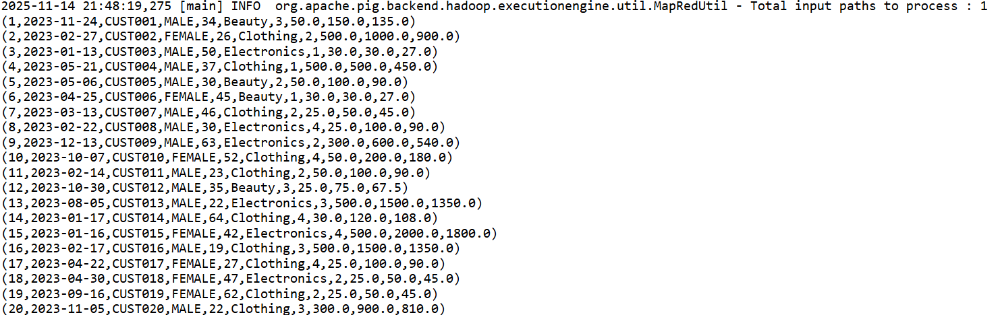 2025-11-14 21:48:19,275 [main] INFO  org.apache.pig.backend.hadoop.executionengine.util.MapRedUtil - Total input paths to process : 1
(1,2023-11-24,CUST001,MALE,34,Beauty,3,50.0,150.0,135.0)
(2,2023-02-27,CUST002,FEMALE,26,Clothing,2,500.0,1000.0,900.0)
(3,2023-01-13,CUST003,MALE,50,Electronics,1,30.0,30.0,27.0)
(4,2023-05-21,CUST004,MALE,37,Clothing,1,500.0,500.0,450.0)
(5,2023-05-06,CUST005,MALE,30,Beauty,2,50.0,100.0,90.0)
(6,2023-04-25,CUST006,FEMALE,45,Beauty,1,30.0,30.0,27.0)
(7,2023-03-13,CUST007,MALE,46,Clothing,2,25.0,50.0,45.0)
(8,2023-02-22,CUST008,MALE,30,Electronics,4,25.0,100.0,90.0)
(9,2023-12-13,CUST009,MALE,63,Electronics,2,300.0,600.0,540.0)
(10,2023-10-07,CUST010,FEMALE,52,Clothing,4,50.0,200.0,180.0)
(11,2023-02-14,CUST011,MALE,23,Clothing,2,50.0,100.0,90.0)
(12,2023-10-30,CUST012,MALE,35,Beauty,3,25.0,75.0,67.5)
(13,2023-08-05,CUST013,MALE,22,Electronics,3,500.0,1500.0,1350.0)
(14,2023-01-17,CUST014,MALE,64,Clothing,4,30.0,120.0,108.0)
(15,2023-01-16,CUST015,FEMALE,42,Electronics,4,500.0,2000.0,1800.0)
(16,2023-02-17,CUST016,MALE,19,Clothing,3,500.0,1500.0,1350.0)
(17,2023-04-22,CUST017,FEMALE,27,Clothing,4,25.0,100.0,90.0)
(18,2023-04-30,CUST018,FEMALE,47,Electronics,2,25.0,50.0,45.0)
(19,2023-09-16,CUST019,FEMALE,62,Clothing,2,25.0,50.0,45.0)
(20,2023-11-05,CUST020,MALE,22,Clothing,3,300.0,900.0,810.0)